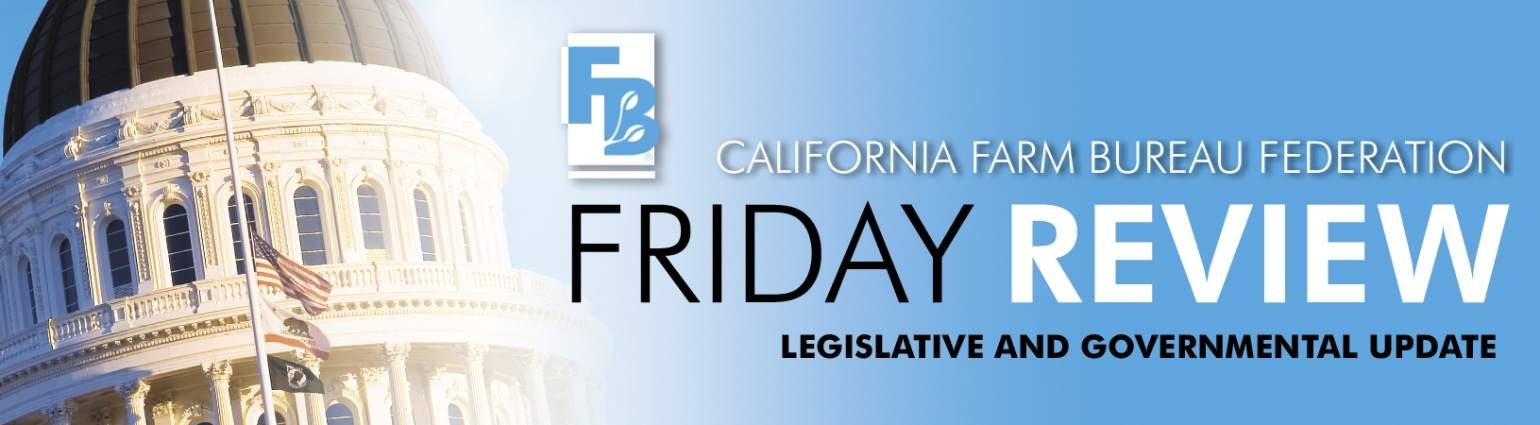 FB
CALIFORNIA FARM BUREAU FEDERATION
FRIDAY REVIEW
LEGISLATIVE AND GOVERNMENTAL UPDATE